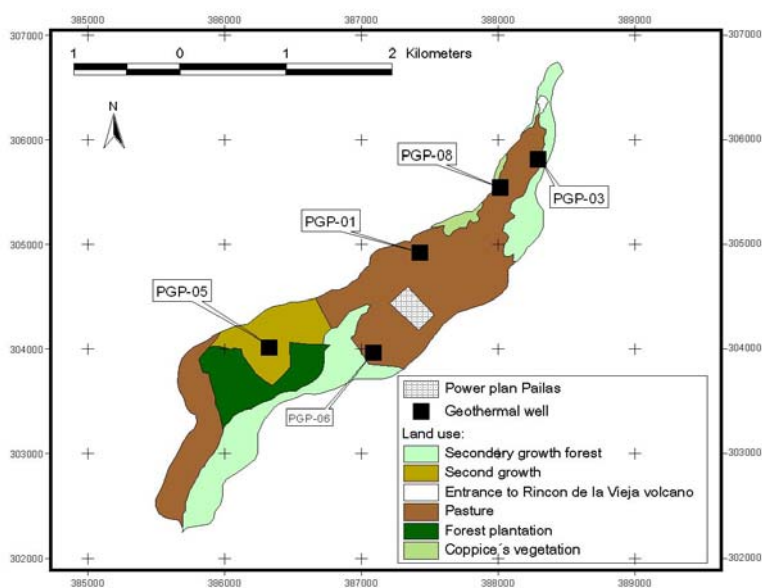 385000 386000 387000 388000 389000
307000 307000
1 0 1 2 Kilometers
N
306000 306000
PGP-08
PGP-03
PGP-01
305000 305000
PGP-05
304000 304000
PGP-06
Power plan Pailas
Geothermal well
Land use:
Secondery growth forest
303000 303000
Second growth
Entrance to Rincon de la Vieja volcano
Pasture
Forest plantation
Coppice´s vegetation
302000 302000
385000 386000 387000 388000 389000